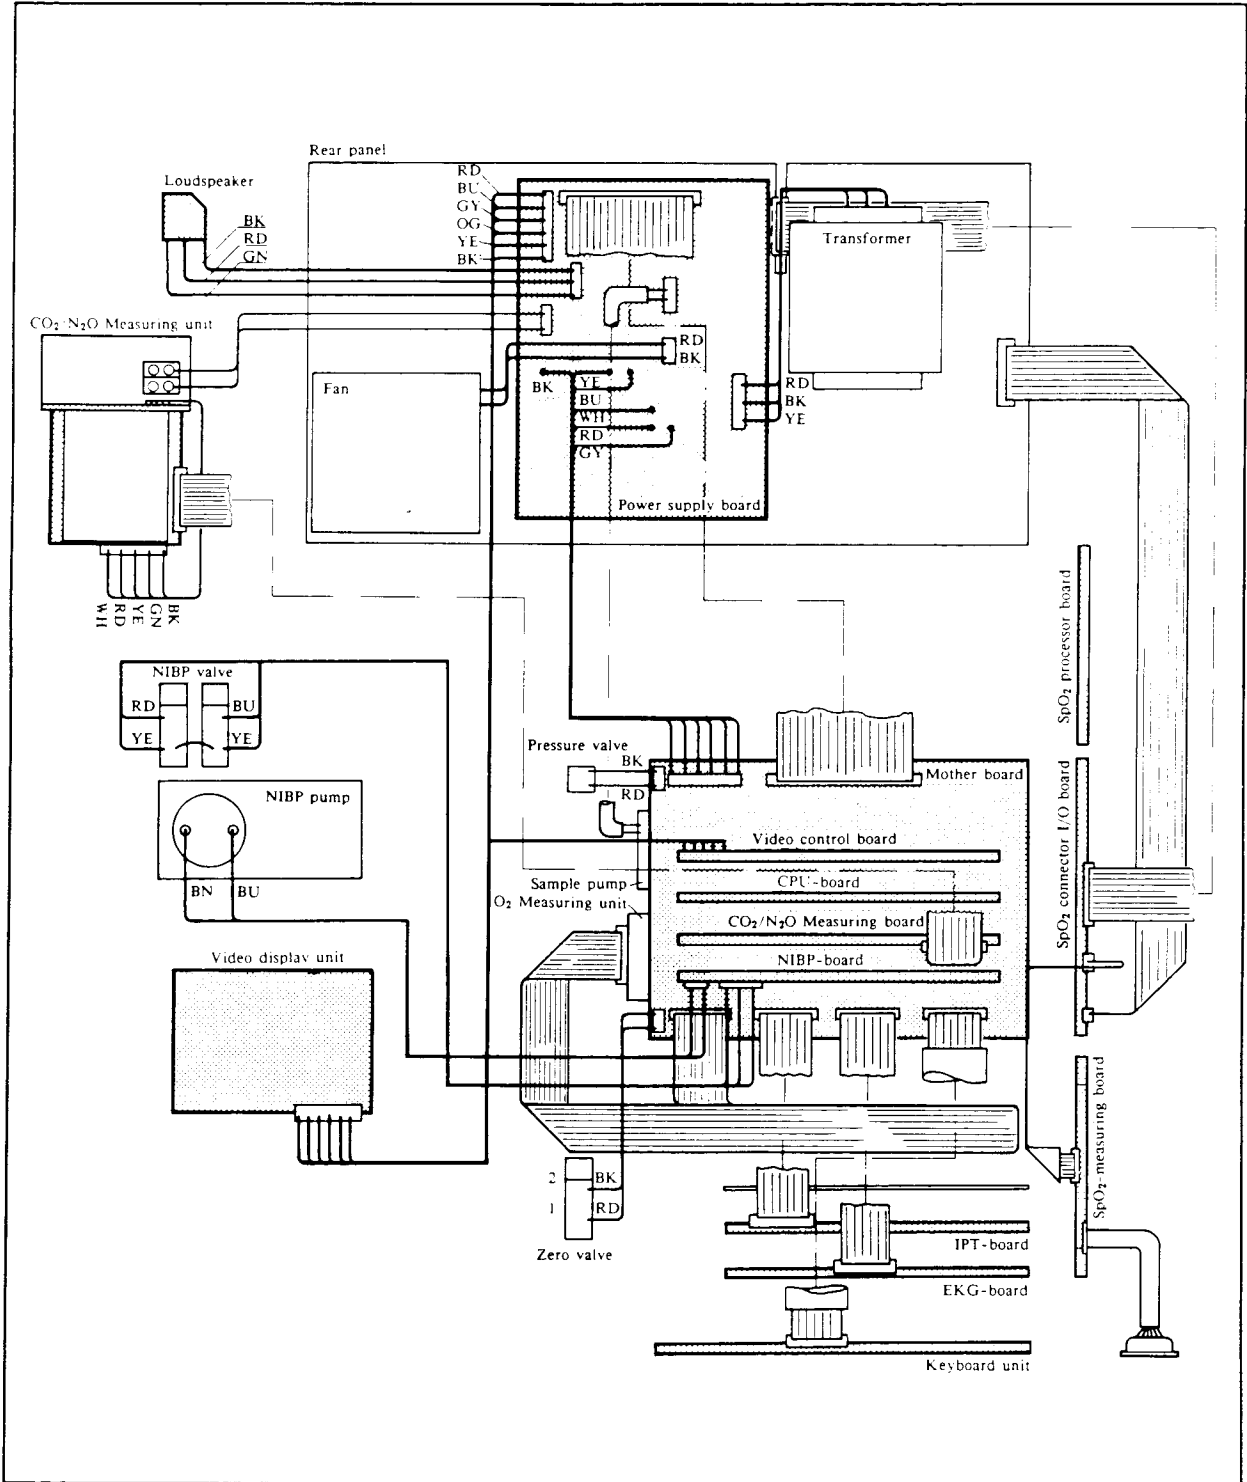 Rear panel
Loudspeaker
BK
RD
GN
RD
BU
GY
OG
YE
BK
Transformer
CO₂/N₂O Measuring unit
Fan
RD
BK
BK
YE
BU
WH
RD
GY
RD
BK
YE
Power supply board
WH
RD
YE
GN
BK
SpO₂ processor board
NIBP valve
RD
BU
YE
YE
Pressure valve
BK
RD
Mother board
NIBP pump
BN
BU
Video control board
Sample pump
CPU-board
O₂ Measuring unit
CO₂/N₂O Measuring board
NIBP-board
SpO₂ connector I/O board
Video display unit
SpO₂-measuring board
2
BK
1
RD
Zero valve
IPT-board
EKG-board
Keyboard unit